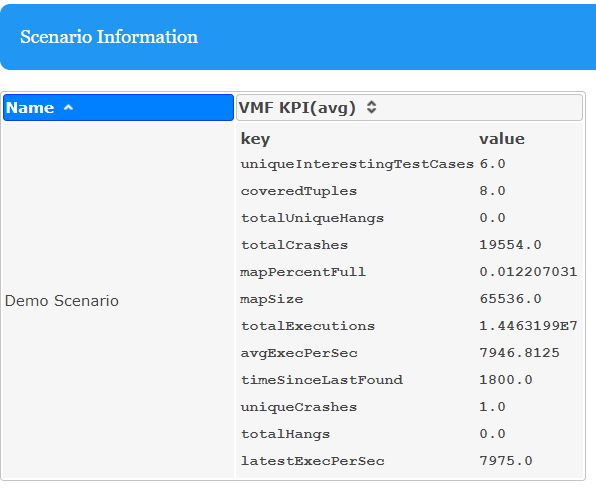 Scenario Information
Name VMF KPI(avg)
key value
uniqueInterestingTestCases 6.0
coveredTuples 8.0
totalUniqueHangs 0.0
totalCrashes 19554.0
mapPercentFull 0.012207031
mapSize 65536.0
Demo Scenario
totalExecutions 1.4463199E7
avgExecPerSec 7946.8125
timeSinceLastFound 1800.0
uniqueCrashes 1.0
totalHangs 0.0
latestExecPerSec 7975.0